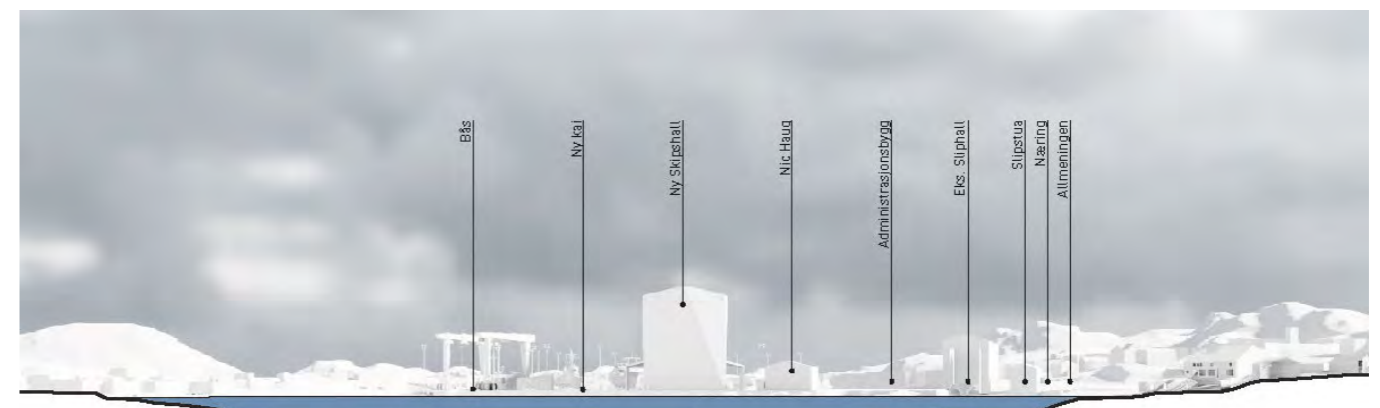 Bås
Ny kai
Ny Skipshall
Nic Haug
Administrasjonsbygg
Eks. Sliphall
Slipstua
Næring
Allmeningen